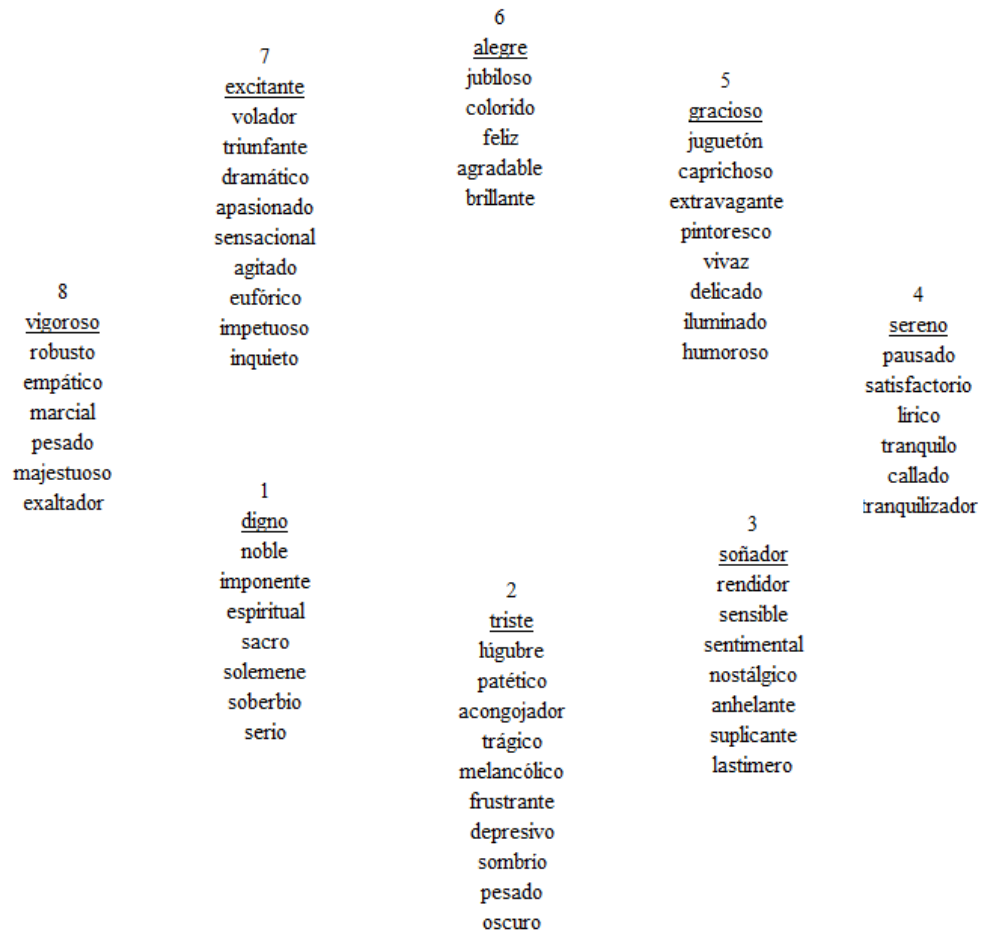 6
alegre
jubiloso
colorido
feliz
agradable
brillante
7
excitante
volador
triunfante
dramático
apasionado
sensacional
agitado
eufórico
impetuoso
inquieto
5
gracioso
juguetón
caprichoso
extravagante
pintoresco
vivaz
delicado
iluminado
humoroso
8
vigoroso
robusto
empático
marcial
pesado
majestuoso
exaltador
4
sereno
pausado
satisfactorio
lirico
tranquilo
callado
tranquilizador
1
digno
noble
imponente
espiritual
sacro
solemene
soberbio
serio
2
triste
lúgubre
patético
acongojador
trágico
melancólico
frustrante
depresivo
sombrio
pesado
oscuro
3
soñador
rendidor
sensible
sentimental
nostálgico
anhelante
suplicante
lastimero